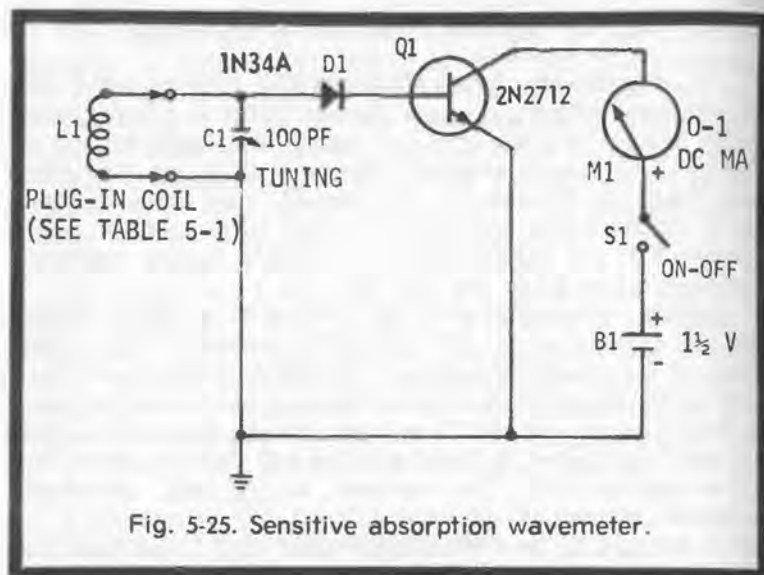 Q1
1N34A D1
2N2712
L1
C1 100 PF
TUNING
PLUG-IN COIL
(SEE TABLE 5-1)
0-1
DC MA
M1 +
S1
ON-OFF
+
B1 1½ V
-
Fig. 5-25. Sensitive absorption wavemeter.